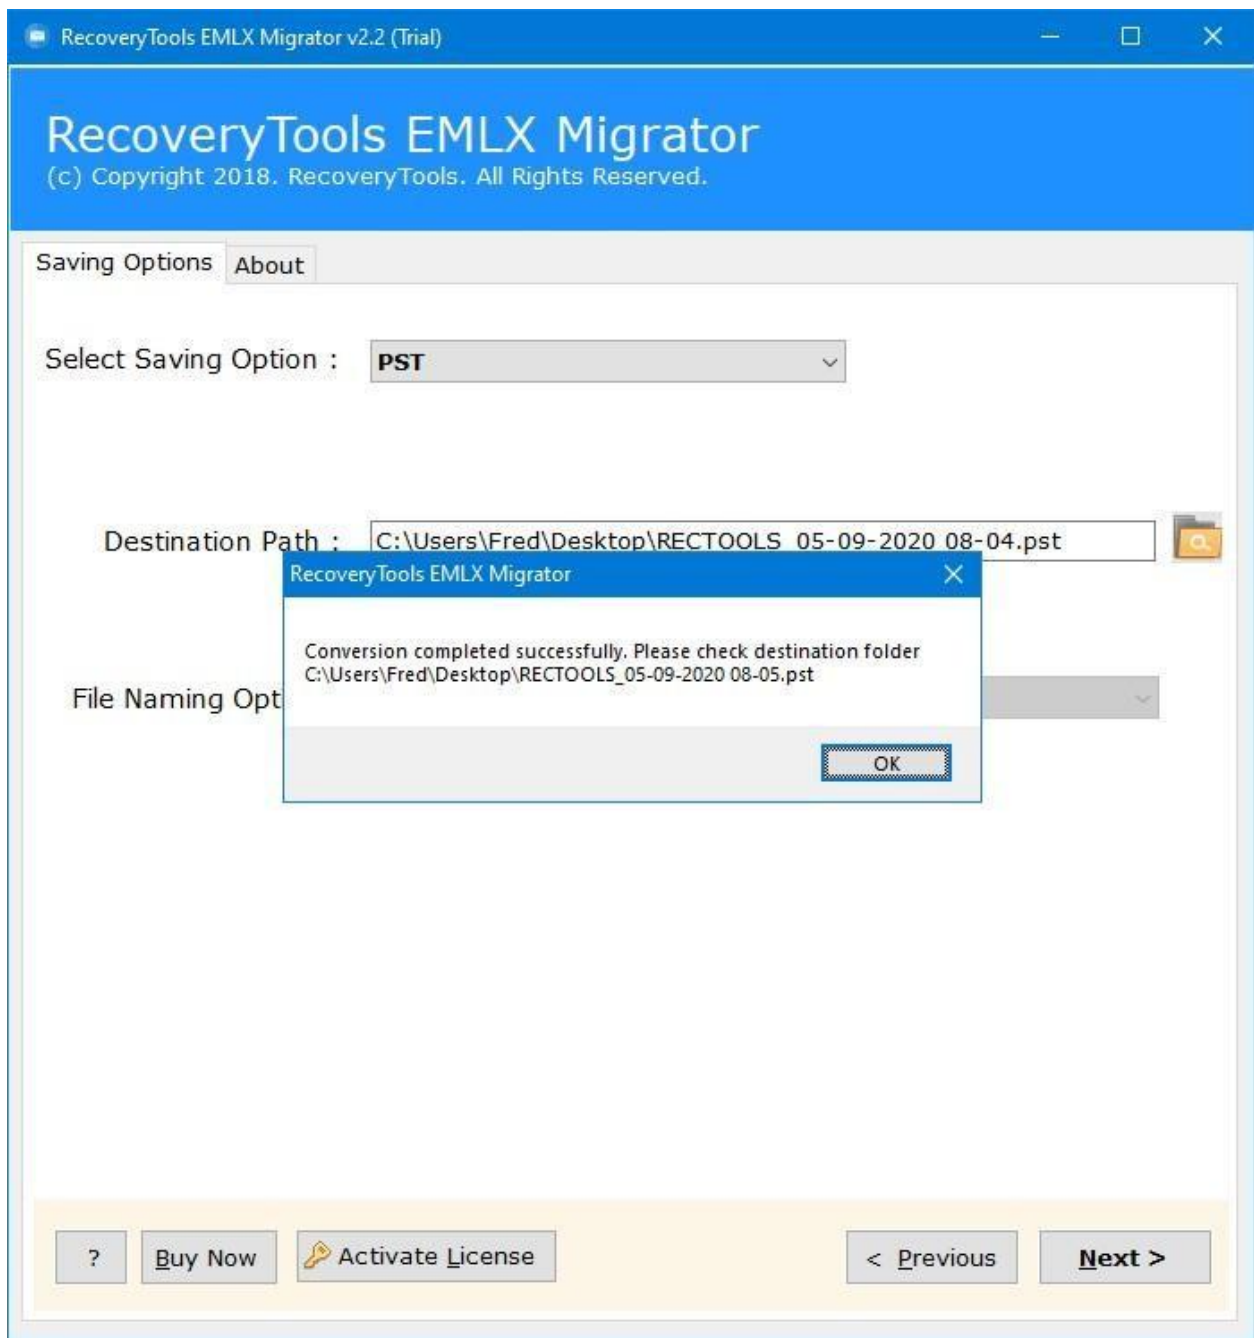 RecoveryTools EMLX Migrator v2.2 (Trial)
RecoveryTools EMLX Migrator
(c) Copyright 2018. RecoveryTools. All Rights Reserved.
Saving Options About
Select Saving Option : PST
Destination Path : C:\Users\Fred\Desktop\RECTOOLS_05-09-2020 08-04.pst
RecoveryTools EMLX Migrator
Conversion completed successfully. Please check destination folder
C:\Users\Fred\Desktop\RECTOOLS_05-09-2020 08-05.pst
File Naming Opt
OK
? Buy Now Activate License < Previous Next >